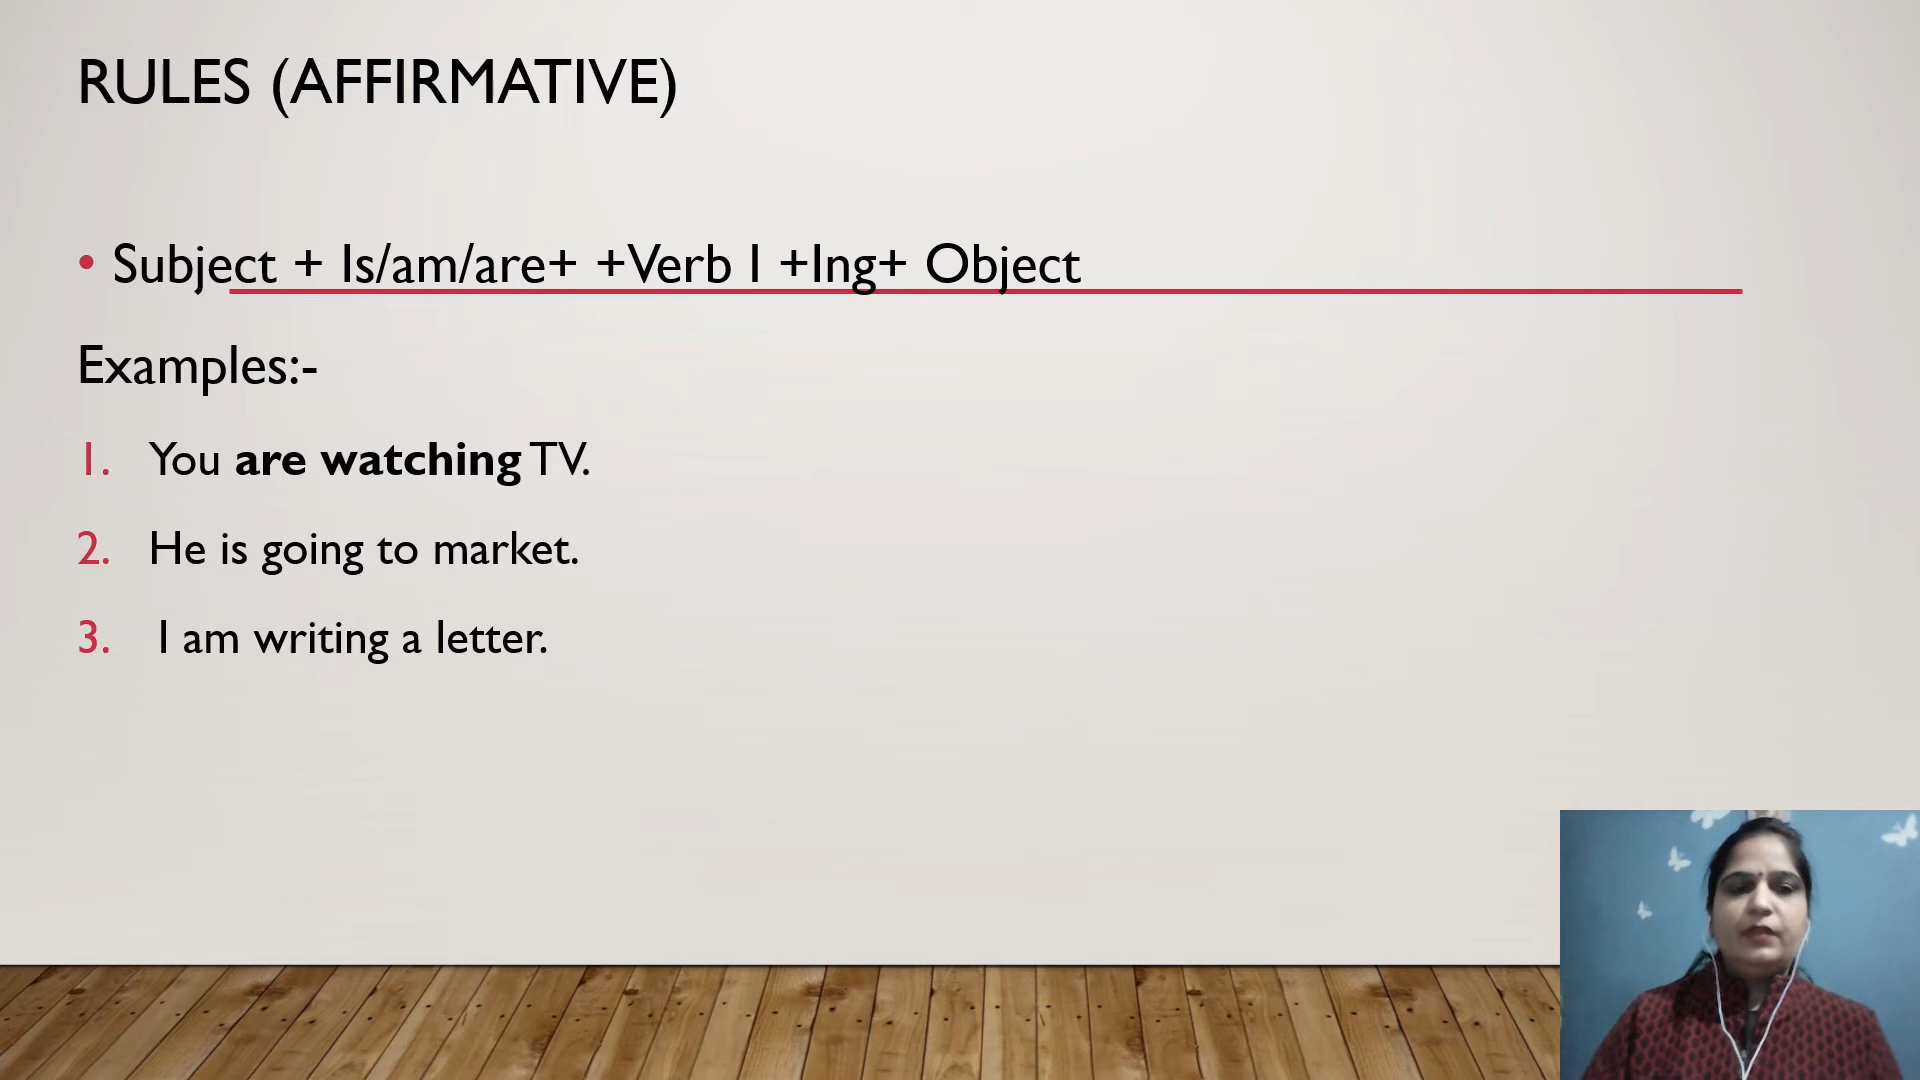 RULES (AFFIRMATIVE)
• Subject + Is/am/are+ +Verb I +Ing+ Object
Examples:-
1. You are watching TV.
2. He is going to market.
3. I am writing a letter.